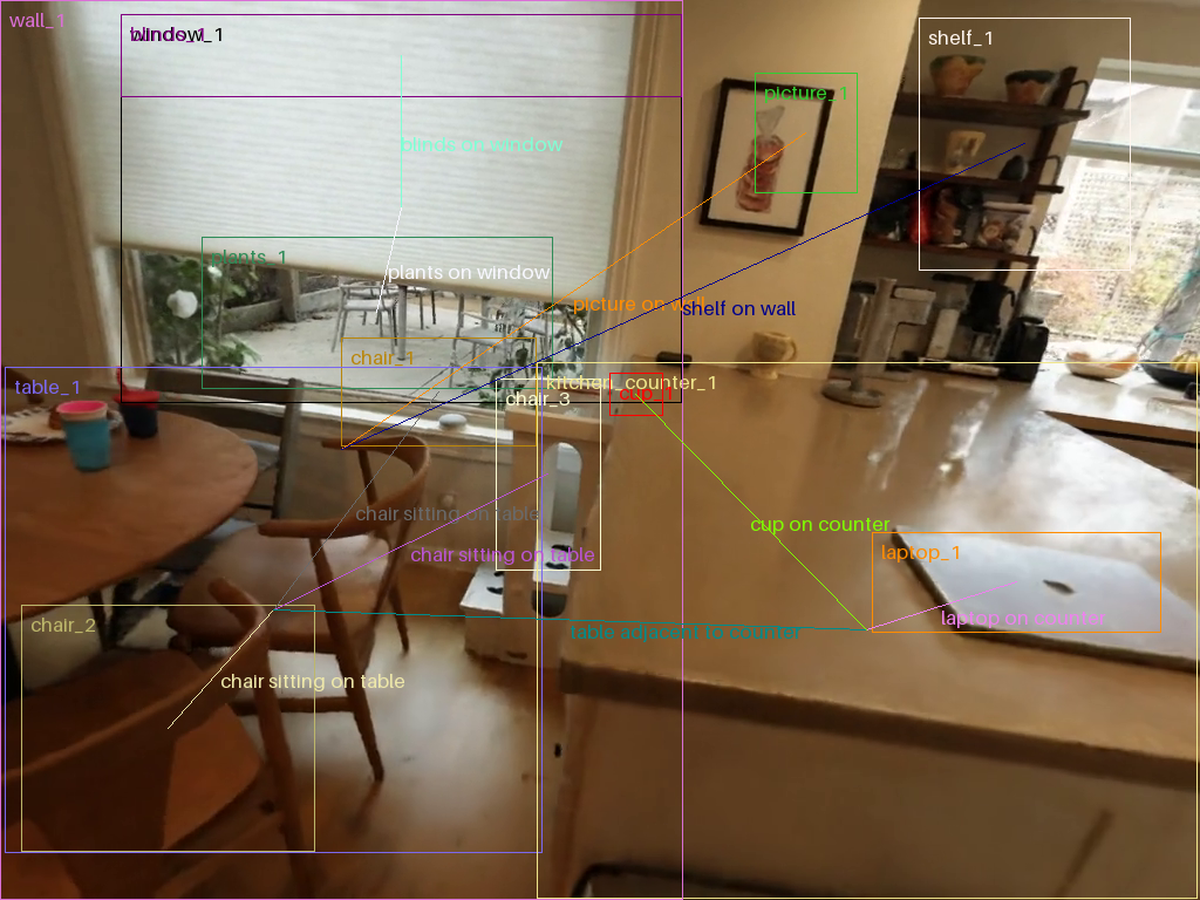 wall_1
window_1
shelf_1
picture_1
blinds on window
plants_1
plants on window
picture on wall
shelf on wall
chair_1
table_1
kitchen_counter_1
cup_1
chair_3
chair sitting on table
cup on counter
chair sitting on table
laptop_1
laptop on counter
chair_2
table adjacent to counter
chair sitting on table